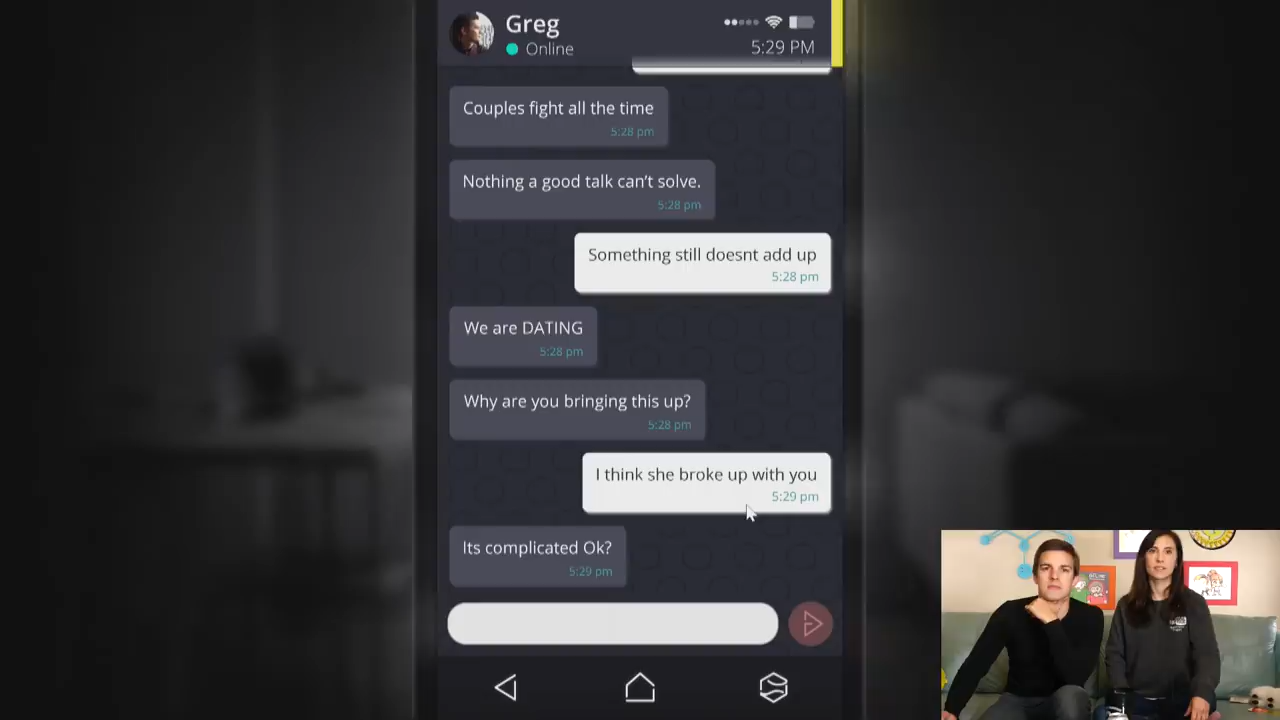 Greg
Online
5:29 PM
Couples fight all the time
5:28 pm
Nothing a good talk can't solve.
5:28 pm
Something still doesnt add up
5:28 pm
We are DATING
5:28 pm
Why are you bringing this up?
5:28 pm
I think she broke up with you
5:29 pm
Its complicated Ok?
5:29 pm